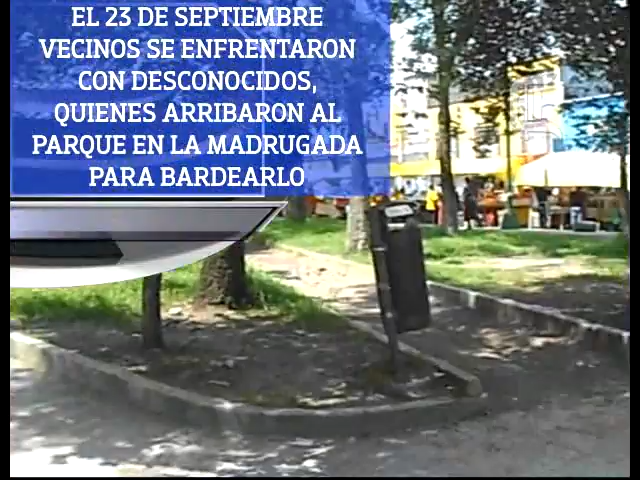 EL 23 DE SEPTIEMBRE
VECINOS SE ENFRENTARON
CON DESCONOCIDOS,
QUIENES ARRIBARON AL
PARQUE EN LA MADRUGADA
PARA BARDEARLO